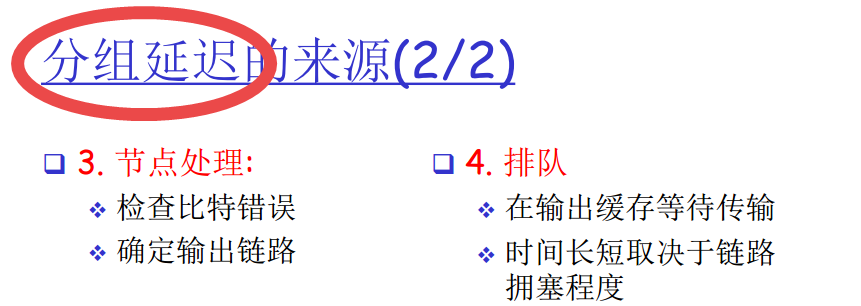 分组延迟的来源(2/2)
3. 节点处理:
检查比特错误
确定输出链路
4. 排队
在输出缓存等待传输
时间长短取决于链路
拥塞程度